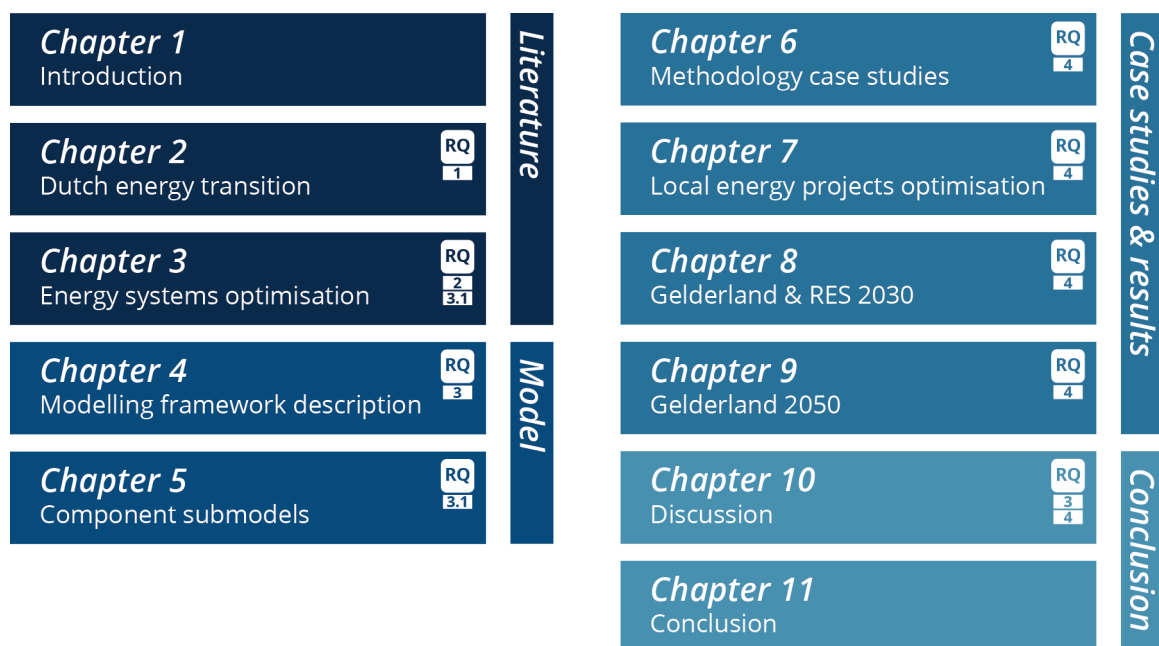 Chapter 1
Introduction
Chapter 2
Dutch energy transition
RQ
1
Chapter 3
Energy systems optimisation
RQ
2
3.1
Literature
Chapter 4
Modelling framework description
RQ
3
Chapter 5
Component submodels
RQ
3.1
Model
Chapter 6
Methodology case studies
RQ
4
Chapter 7
Local energy projects optimisation
RQ
4
Chapter 8
Gelderland & RES 2030
RQ
4
Chapter 9
Gelderland 2050
RQ
4
Case studies & results
Chapter 10
Discussion
RQ
3
4
Chapter 11
Conclusion
Conclusion